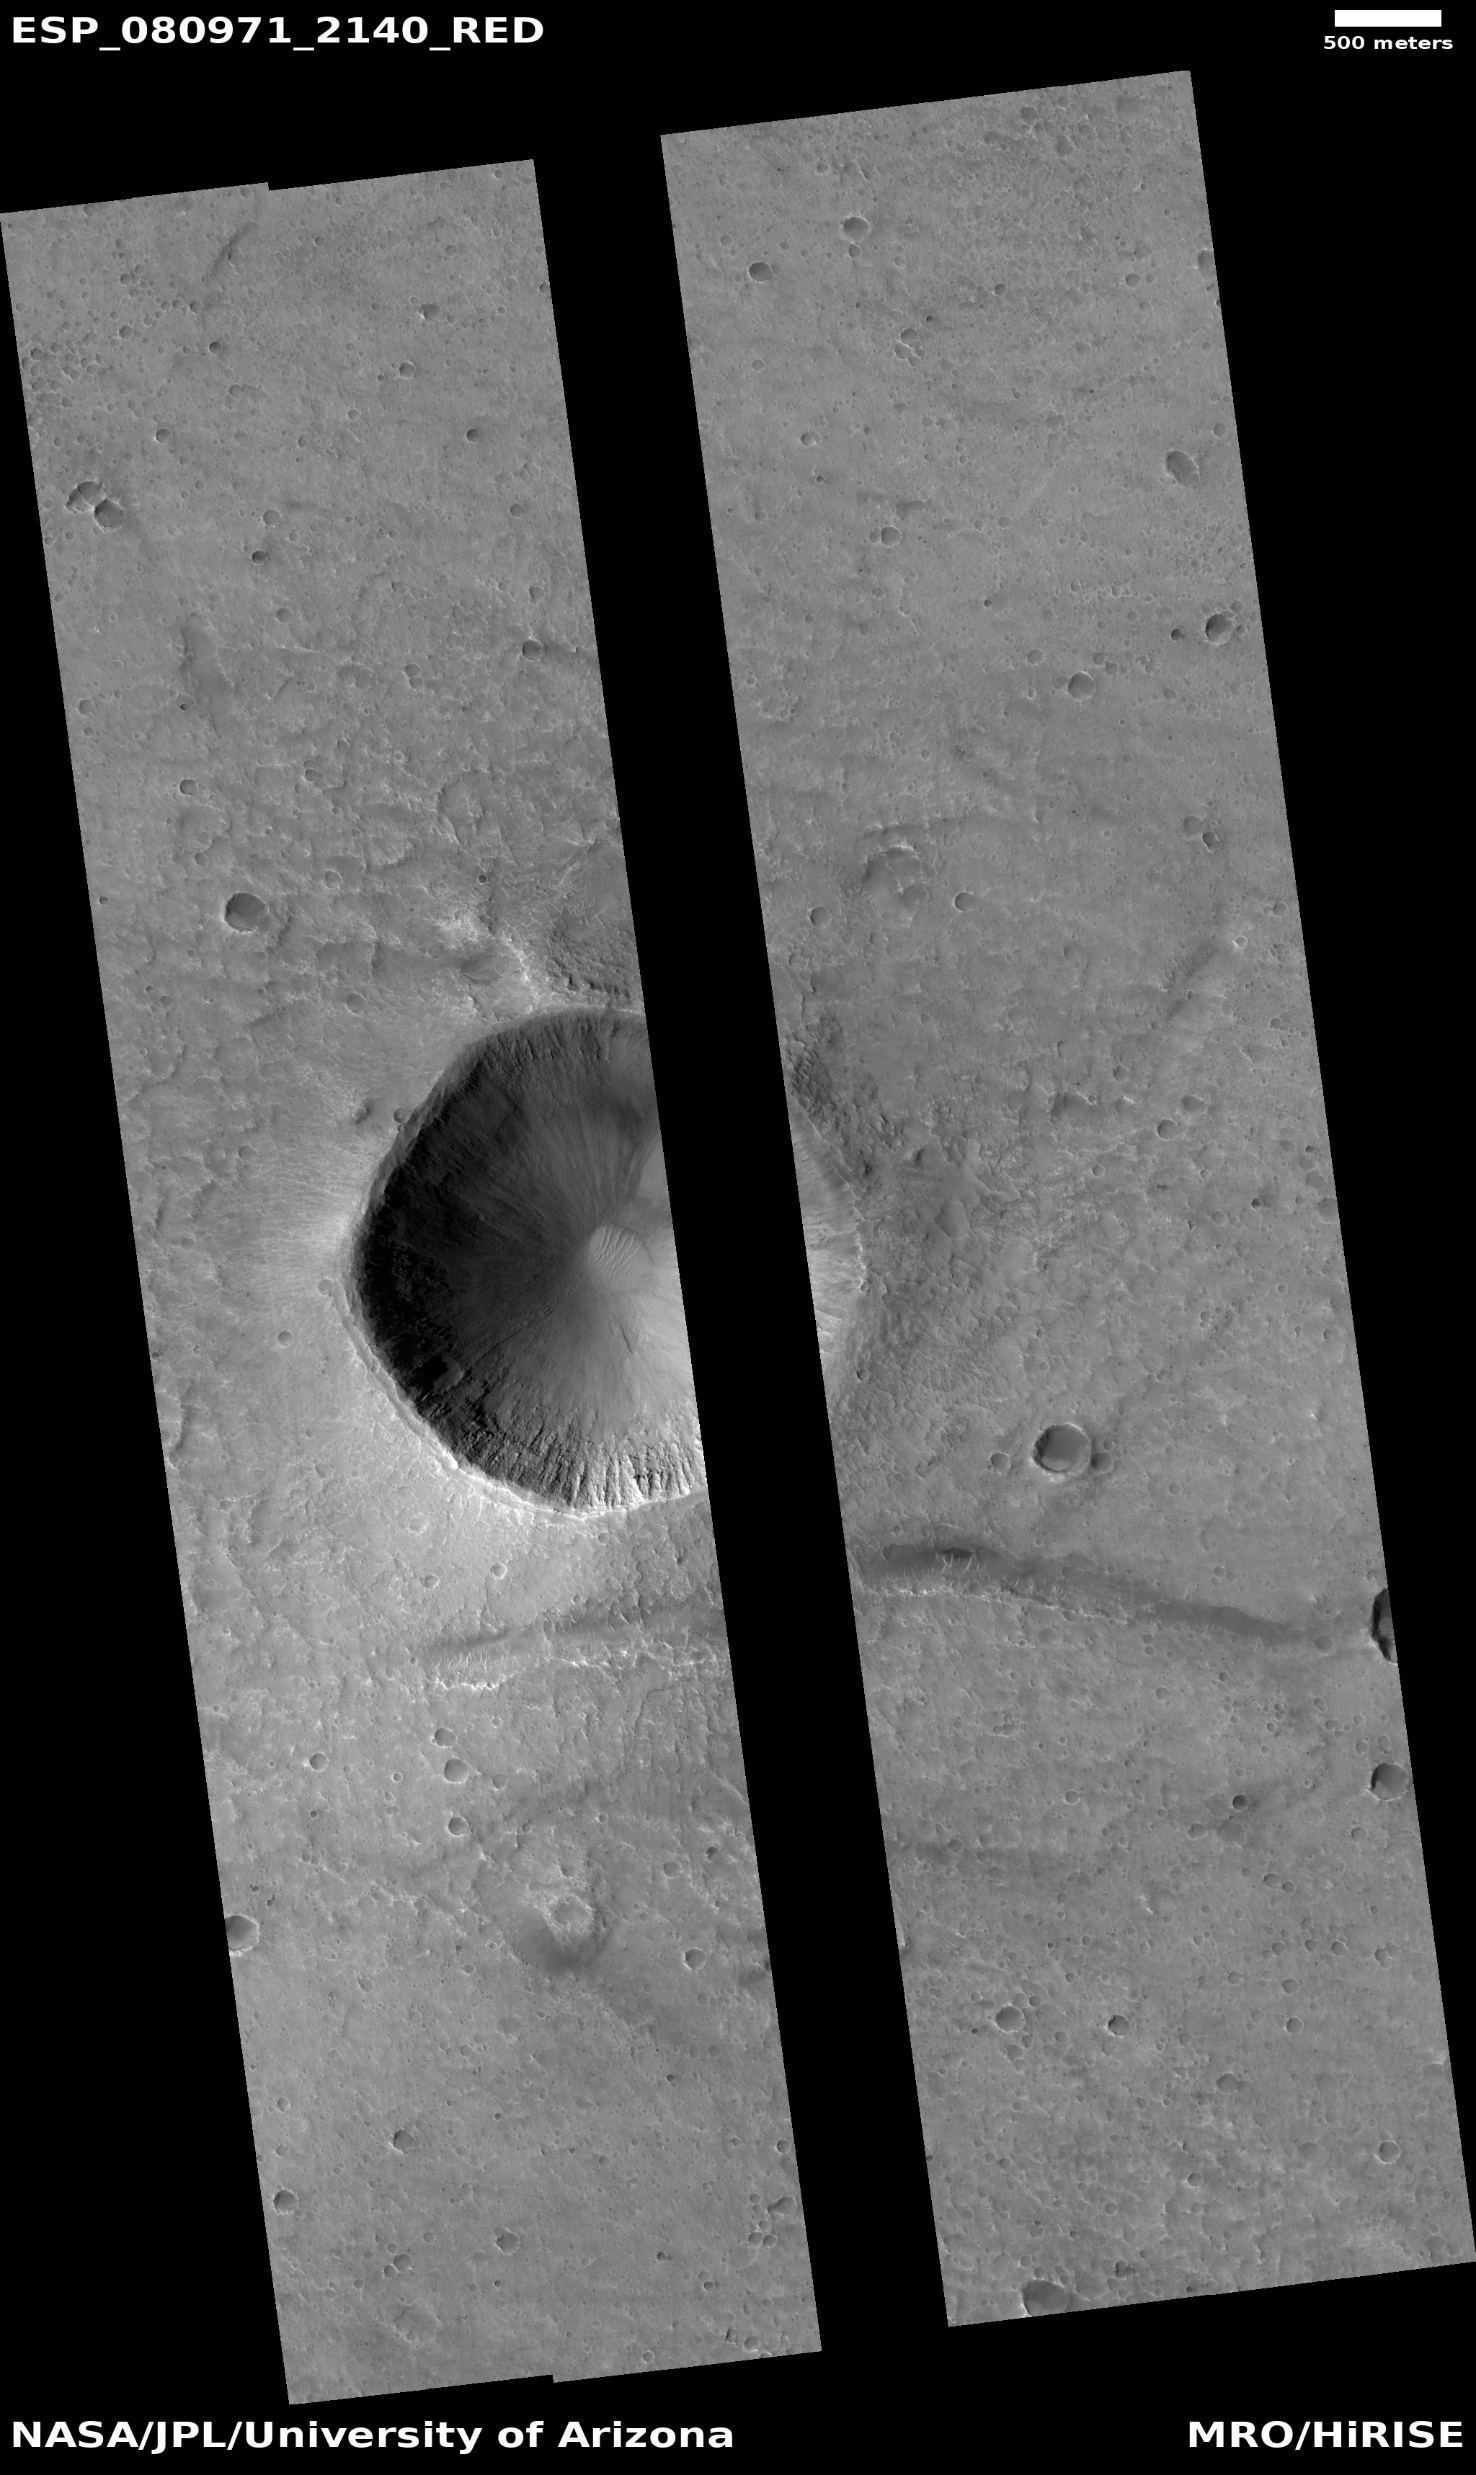 ESP_080971_2140_RED
500 meters
NASA/JPL/University of Arizona
MRO/HiRISE